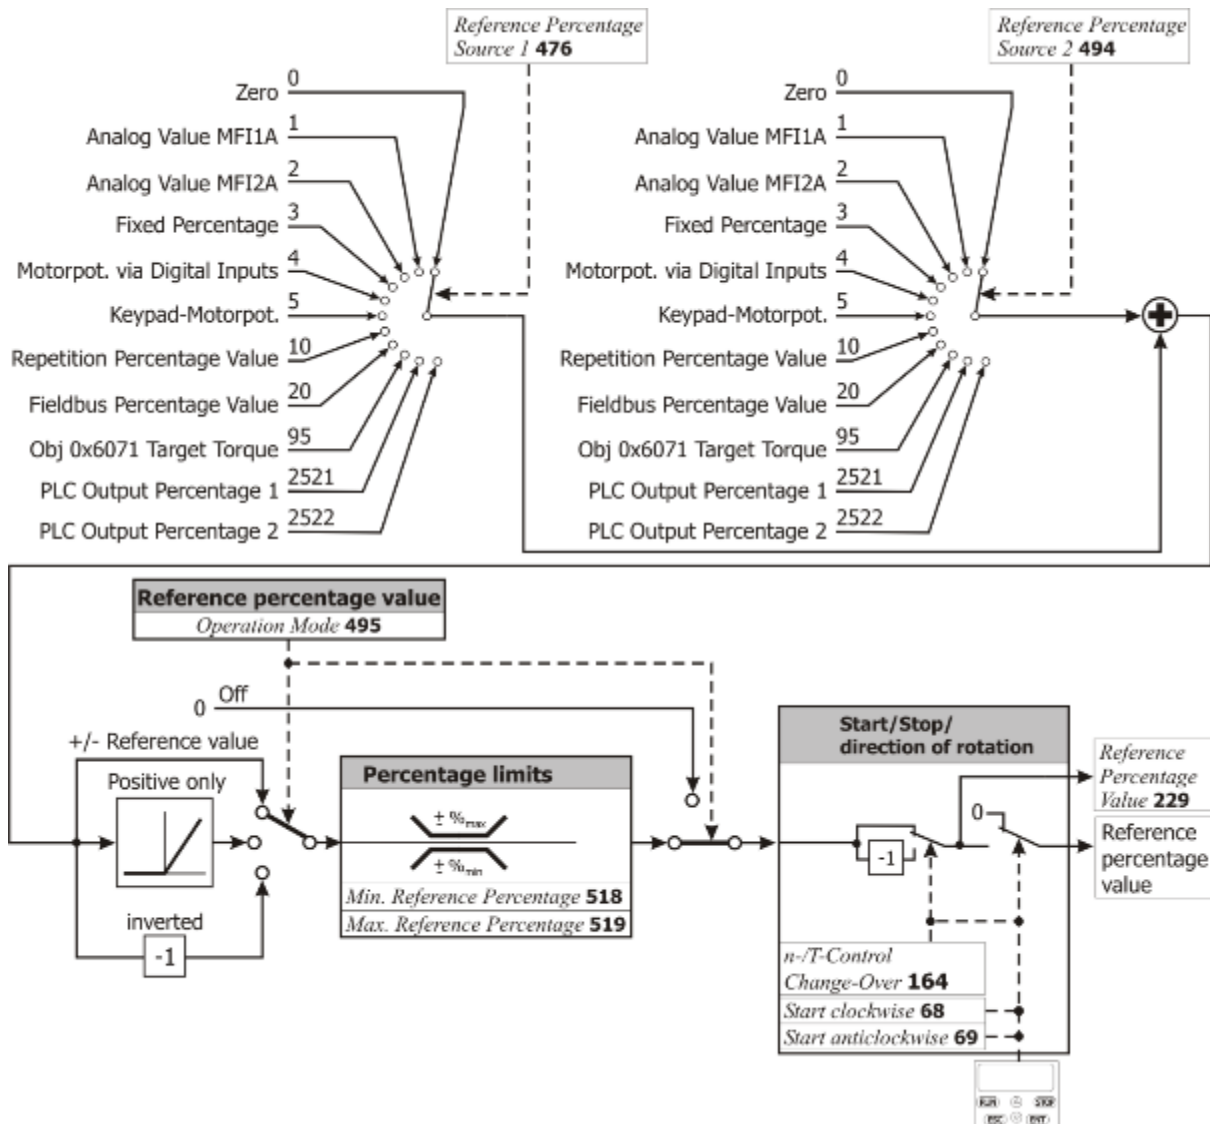 Reference Percentage
Source 1 476
Reference Percentage
Source 2 494
Zero 0
Analog Value MFI1A 1
Analog Value MFI2A 2
Fixed Percentage 3
Motorpot. via Digital Inputs 4
Keypad-Motorpot. 5
Repetition Percentage Value 10
Fieldbus Percentage Value 20
Obj 0x6071 Target Torque 95
PLC Output Percentage 1 2521
PLC Output Percentage 2 2522
Zero 0
Analog Value MFI1A 1
Analog Value MFI2A 2
Fixed Percentage 3
Motorpot. via Digital Inputs 4
Keypad-Motorpot. 5
Repetition Percentage Value 10
Fieldbus Percentage Value 20
Obj 0x6071 Target Torque 95
PLC Output Percentage 1 2521
PLC Output Percentage 2 2522
Reference percentage value
Operation Mode 495
0 Off
+/- Reference value
Positive only
inverted
-1
Percentage limits
± %max
± %min
Min. Reference Percentage 518
Max. Reference Percentage 519
Start/Stop/
direction of rotation
0
-1
n-/T-Control
Change-Over 164
Start clockwise 68
Start anticlockwise 69
Reference
Percentage
Value 229
Reference
percentage
value
RUN STOP
ESC ENT